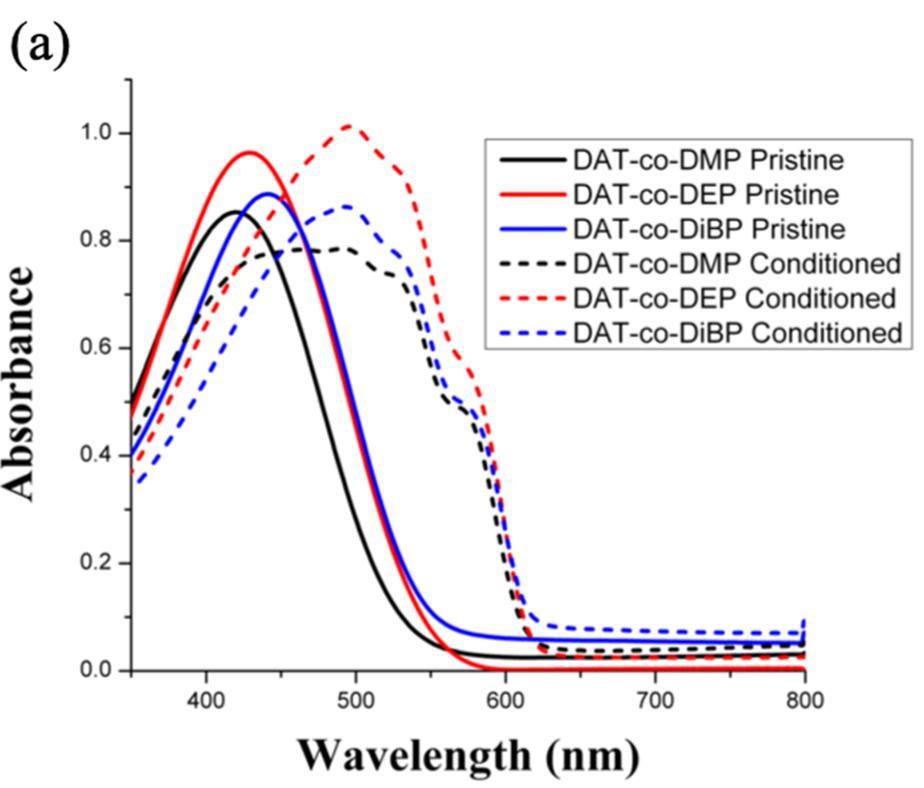 (a)
Absorbance
1.0
0.8
0.6
0.4
0.2
0.0
DAT-co-DMP Pristine
DAT-co-DEP Pristine
DAT-co-DiBP Pristine
DAT-co-DMP Conditioned
DAT-co-DEP Conditioned
DAT-co-DiBP Conditioned
400 500 600 700 800
Wavelength (nm)